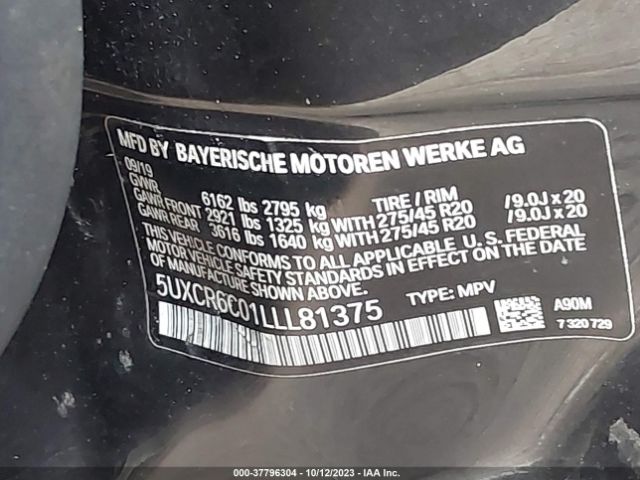 MFD BY BAYERISCHE MOTOREN WERKE AG
09/19
GVWR 6162 lbs 2795 kg TIRE / RIM
GAWR FRONT 2921 lbs 1325 kg WITH 275/45 R20 /9.0J x 20
GAWR REAR 3616 lbs 1640 kg WITH 275/45 R20 /9.0J x 20
THIS VEHICLE CONFORMS TO ALL APPLICABLE U. S. FEDERAL
MOTOR VEHICLE SAFETY STANDARDS IN EFFECT ON THE DATE
OF MANUFACTURE SHOWN ABOVE.
5UXCR6C01LLL81375 TYPE: MPV
A90M
7 320 729
000-37796304 - 10/12/2023 - IAA Inc.